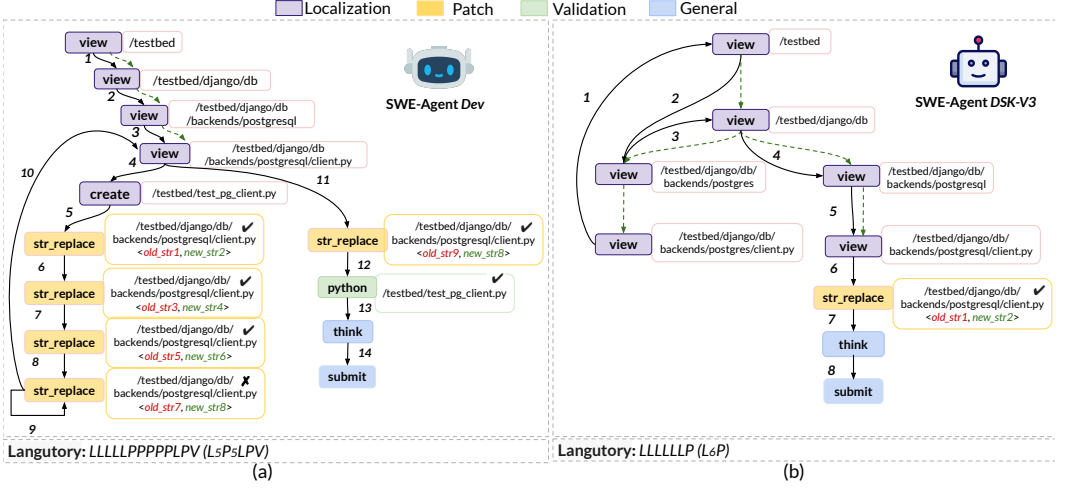 Localization
Patch
Validation
General
view
/testbed
1
view
/testbed/django/db
2
view
/testbed/django/db
/backends/postgresql
3
view
/testbed/django/db
/backends/postgresql/client.py
4
10
11
create
/testbed/test_pg_client.py
5
str_replace
/testbed/django/db/ ✔
backends/postgresql/client.py
<old_str1, new_str2>
6
str_replace
/testbed/django/db/ ✔
backends/postgresql/client.py
<old_str3, new_str4>
7
str_replace
/testbed/django/db/ ✔
backends/postgresql/client.py
<old_str5, new_str6>
8
str_replace
/testbed/django/db/ ✘
backends/postgresql/client.py
<old_str7, new_str8>
9
SWE-Agent Dev
str_replace
/testbed/django/db/ ✔
backends/postgresql/client.py
<old_str9, new_str8>
12
python
✔
/testbed/test_pg_client.py
13
think
14
submit
Langutory: LLLLLPPPPPLPV (L5P5LPV)
(a)
view
/testbed
1
2
view
/testbed/django/db
3
4
view
/testbed/django/db/
backends/postgres
view
/testbed/django/db/
backends/postgres/client.py
view
/testbed/django/db/
backends/postgresql
5
view
/testbed/django/db/
backends/postgresql/client.py
6
str_replace
/testbed/django/db/ ✔
backends/postgresql/client.py
<old_str1, new_str2>
7
think
8
submit
SWE-Agent DSK-V3
Langutory: LLLLLLP (L6P)
(b)